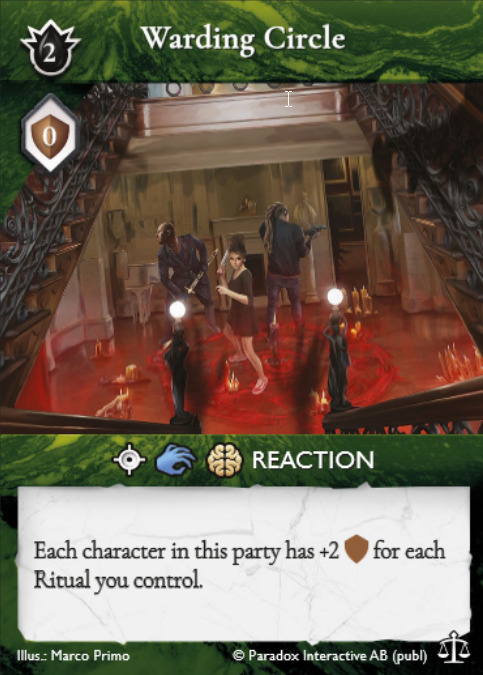 2
Warding Circle
0
REACTION
Each character in this party has +2 for each
Ritual you control.
Illus.: Marco Primo
© Paradox Interactive AB (publ)